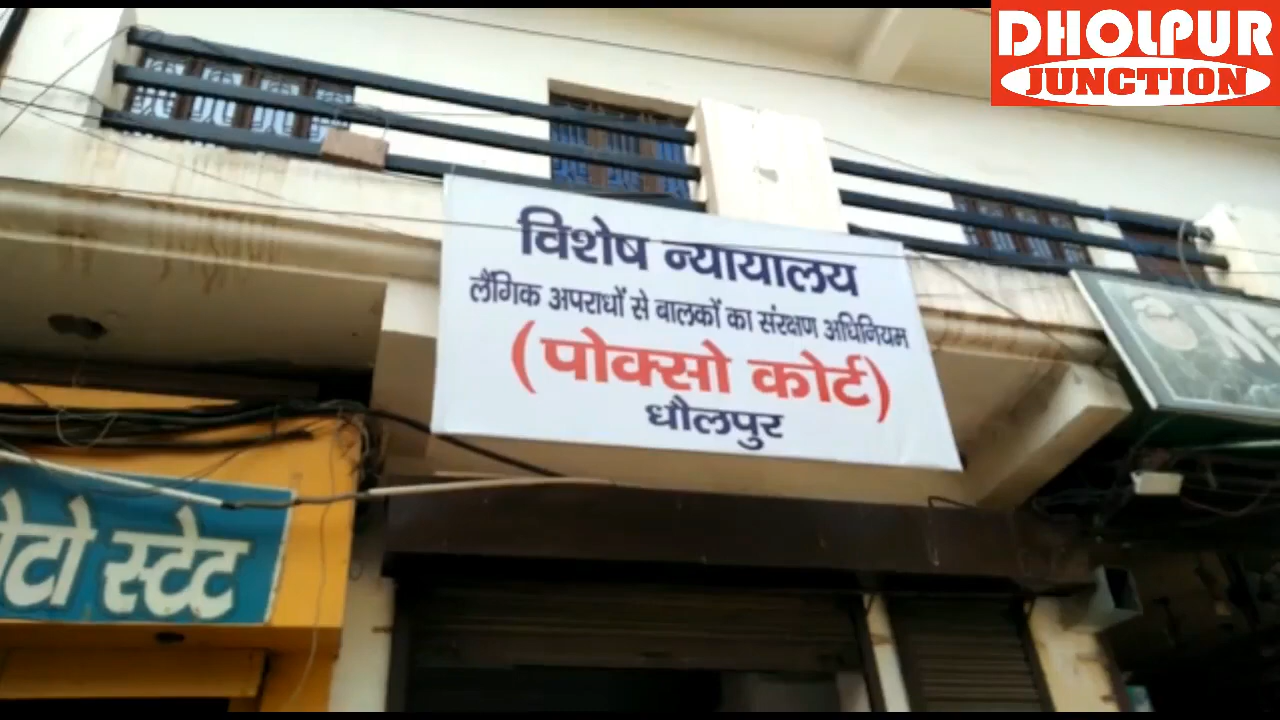 DHOLPUR
JUNCTION
विशेष न्यायालय
लैंगिक अपराधों से बालकों का संरक्षण अधिनियम
(पोक्सो कोर्ट)
धौलपुर
स्टेट